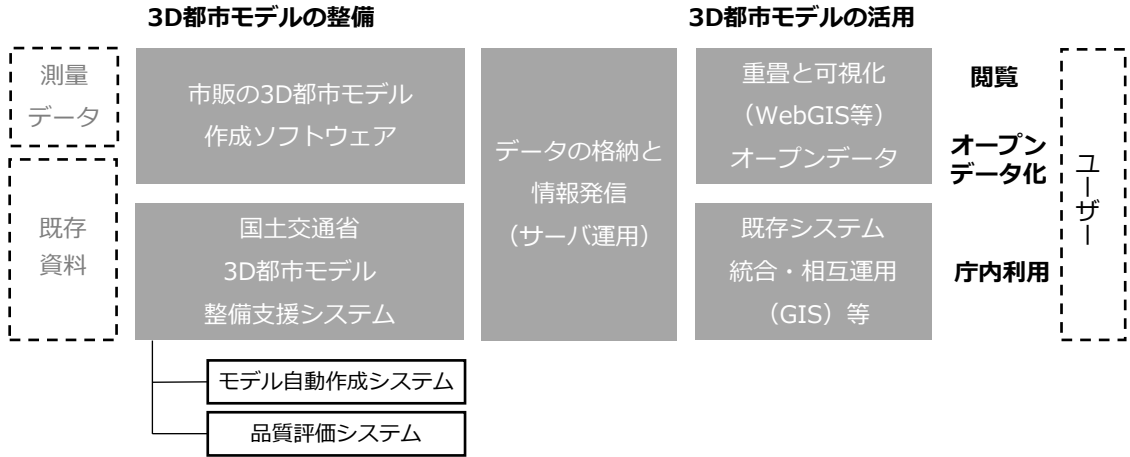 3D都市モデルの整備
3D都市モデルの活用
測量
データ
既存
資料
市販の3D都市モデル
作成ソフトウェア
国土交通省
3D都市モデル
整備支援システム
モデル自動作成システム
品質評価システム
データの格納と
情報発信
（サーバ運用）
重畳と可視化
（WebGIS等）
オープンデータ
既存システム
統合・相互運用
（GIS）等
閲覧
オープン
データ化
庁内利用
ユーザー